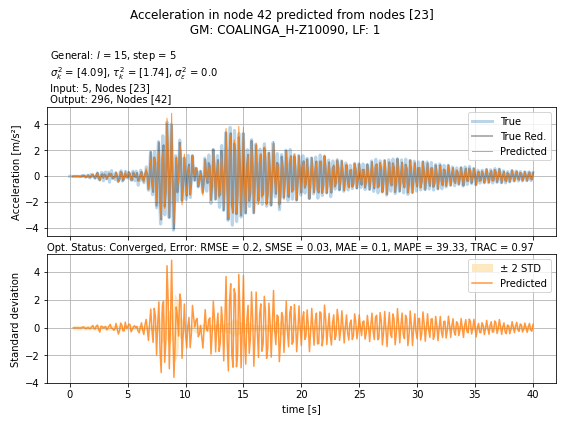 Acceleration in node 42 predicted from nodes [23]
GM: COALINGA_H-Z10090, LF: 1
General: l = 15, step = 5
σ²ₖ = [4.09], τ²ₖ = [1.74], σ²ε = 0.0
Input: 5, Nodes [23]
Output: 296, Nodes [42]
Acceleration [m/s²]
4
2
0
−2
−4
True
True Red.
Predicted
Opt. Status: Converged, Error: RMSE = 0.2, SMSE = 0.03, MAE = 0.1, MAPE = 39.33, TRAC = 0.97
Standard deviation
4
2
0
−2
−4
± 2 STD
Predicted
0 5 10 15 20 25 30 35 40
time [s]